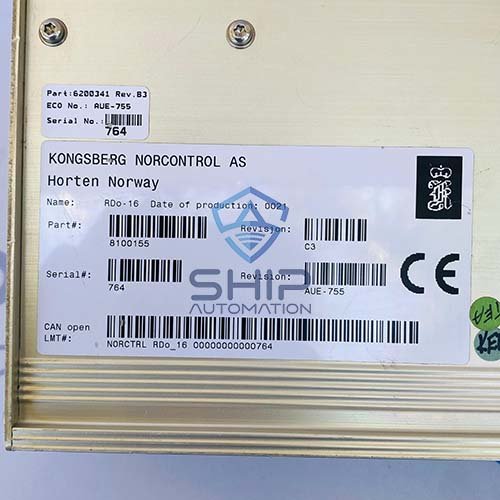 Part:6200341 Rev.B3
ECO No.: AUE-755
Serial No.:
764
KONGSBERG NORCONTROL AS
Horten Norway
Name: RDo-16 Date of production: 0021
Part#: Revision:
8100155 C3
Serial#: Revision:
764 AUE-755
SHIP
AUTOMATION
CE
CAN open
LMT#:
NORCTRL RDo_16 00000000000764